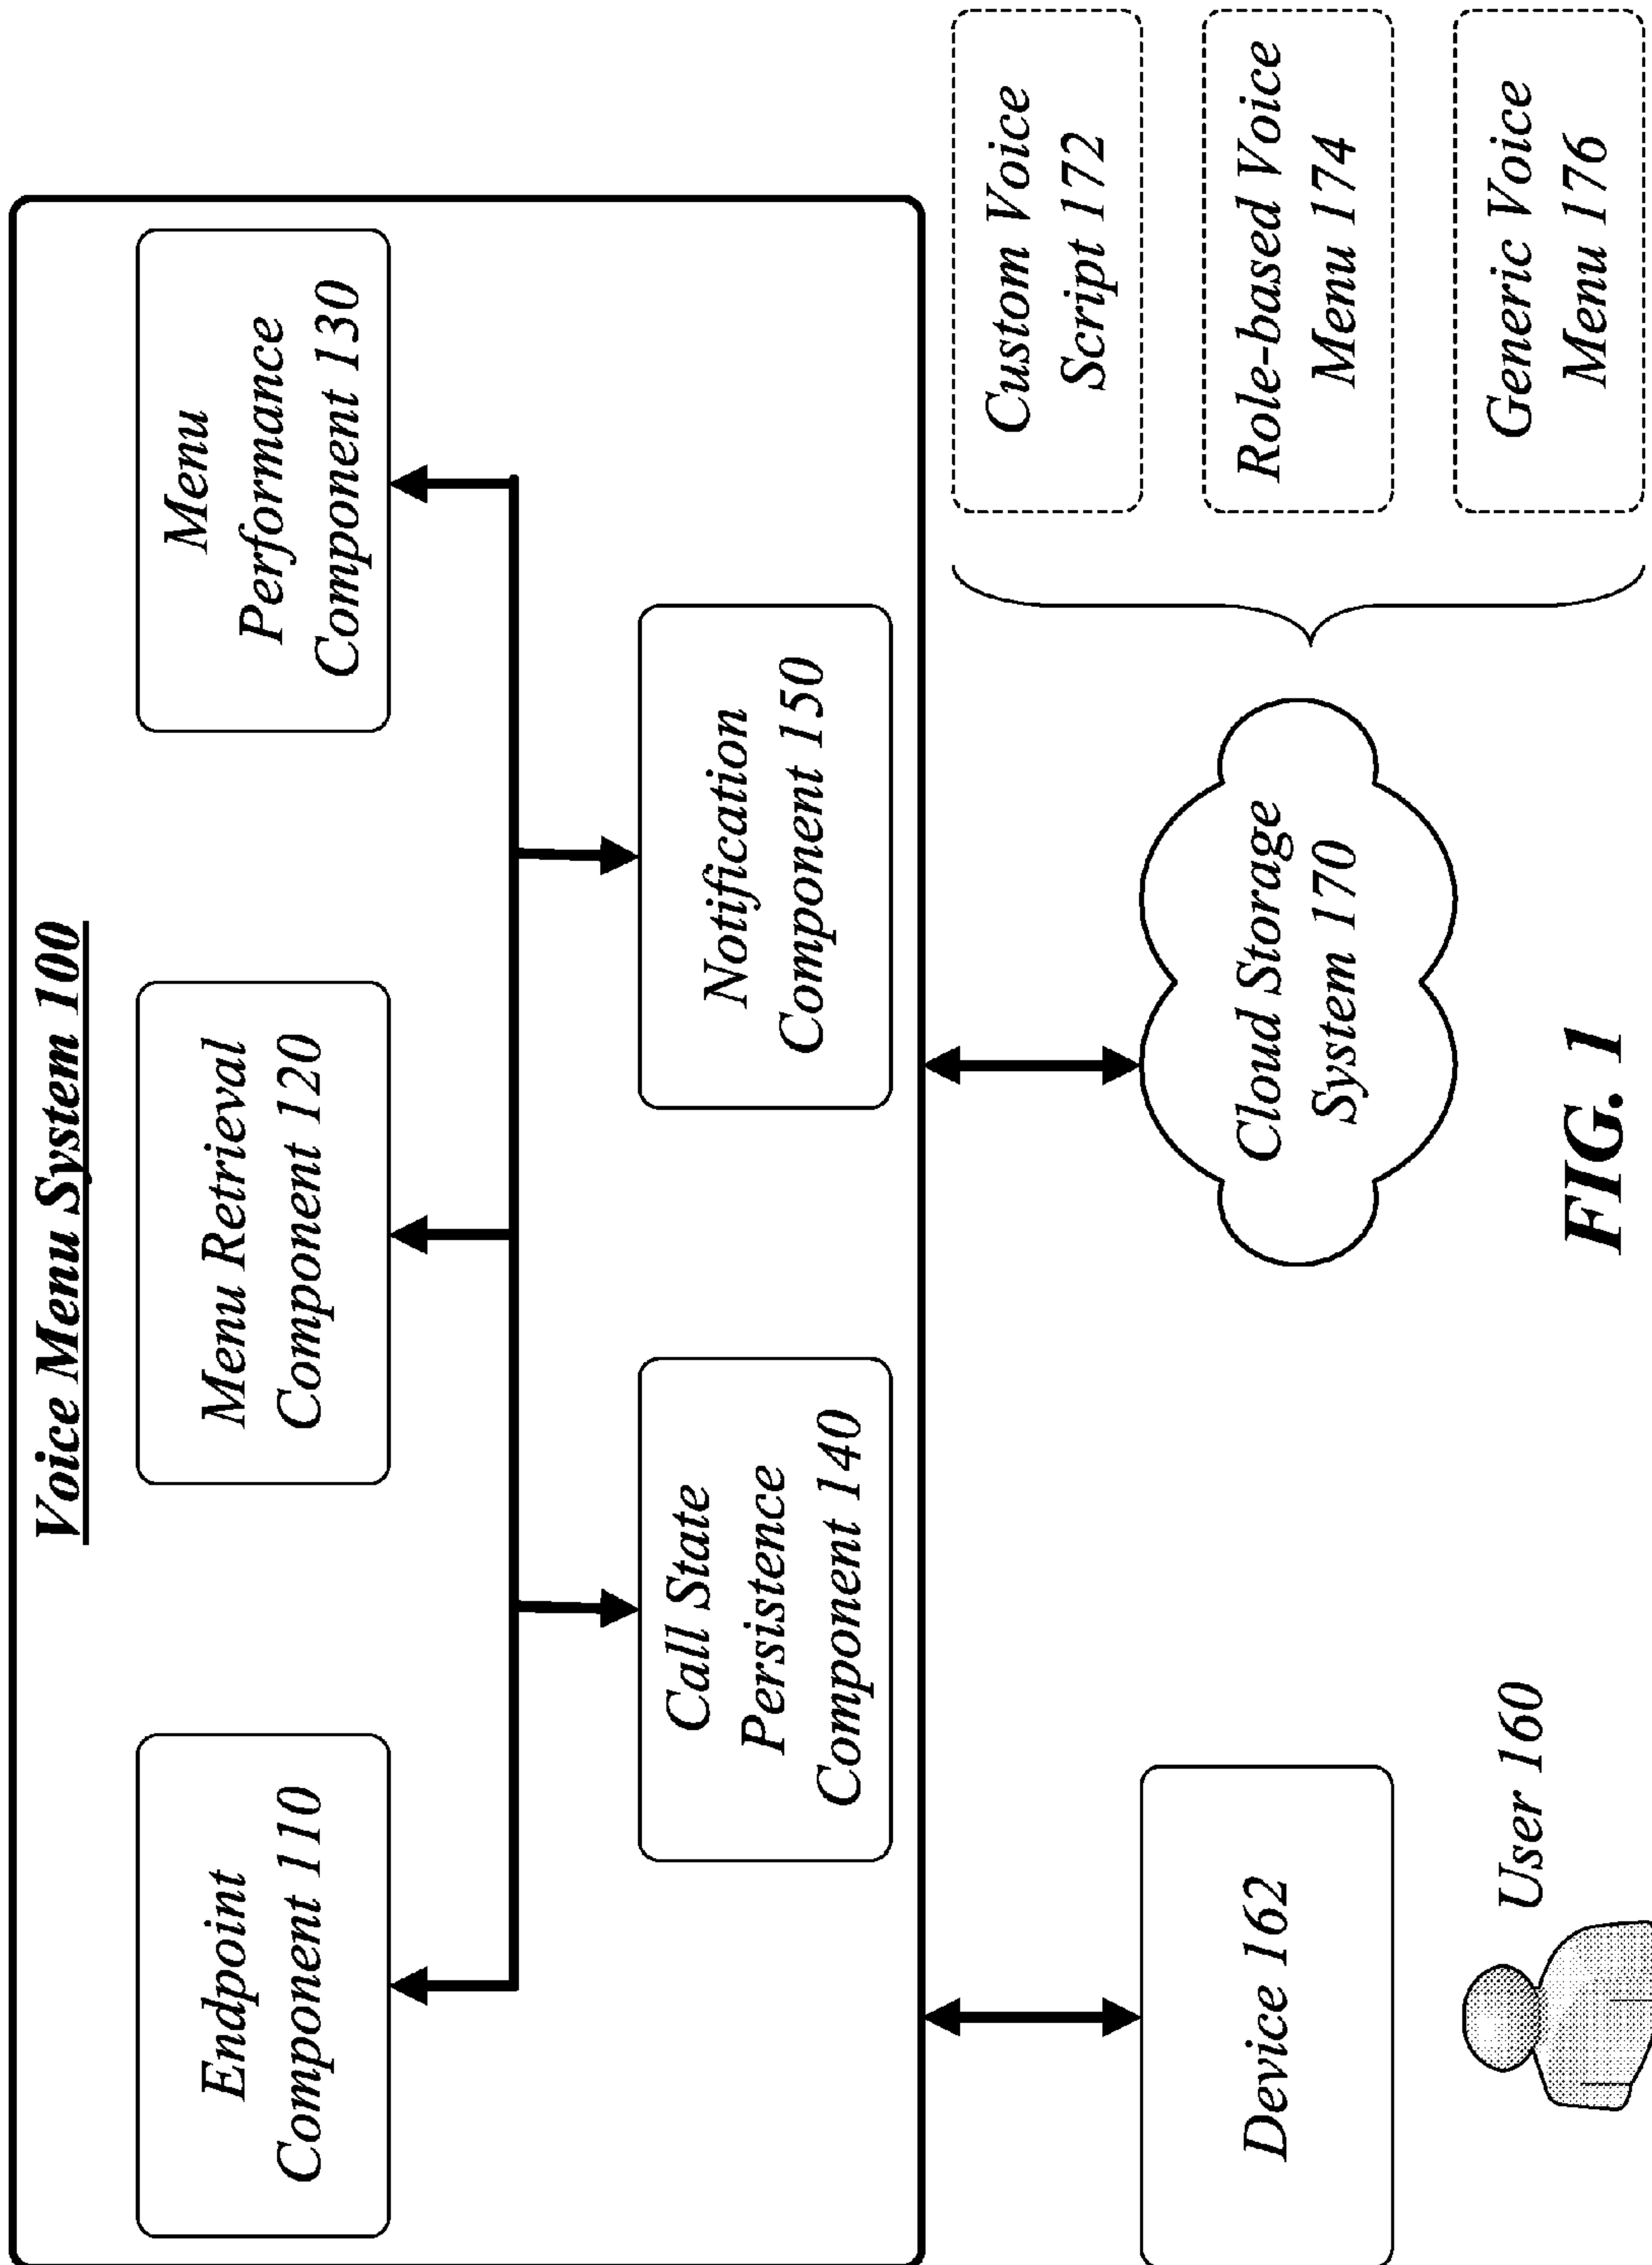 Voice Menu System 100
Endpoint
Component 110
Menu Retrieval
Component 120
Menu
Performance
Component 130
Call State
Persistence
Component 140
Notification
Component 150
Device 162
User 160
Cloud Storage
System 170
Custom Voice
Script 172
Role-based Voice
Menu 174
Generic Voice
Menu 176
FIG. 1